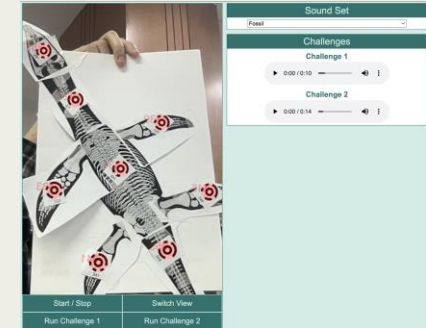 Sound Set
Fossil
Challenges
Challenge 1
0:00 / 0:10
Challenge 2
0:00 / 0:14
Start / Stop
Switch View
Run Challenge 1
Run Challenge 2